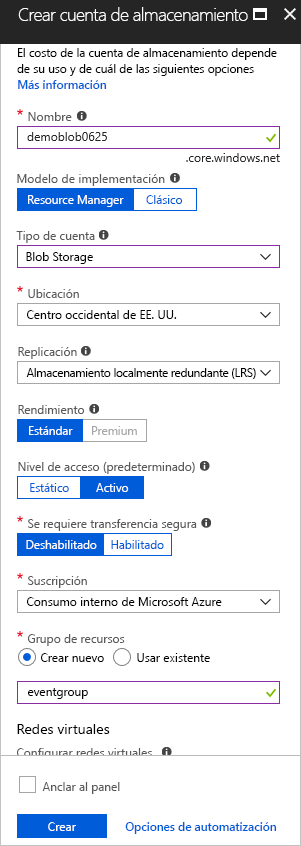 Crear cuenta de almacenamiento
El costo de la cuenta de almacenamiento depende
de su uso y de cuál de las siguientes opciones
Más información
* Nombre
demoblob0625
.core.windows.net
Modelo de implementación
Resource Manager Clásico
Tipo de cuenta
Blob Storage
* Ubicación
Centro occidental de EE. UU.
Replicación
Almacenamiento localmente redundante (LRS)
Rendimiento
Estándar Premium
Nivel de acceso (predeterminado)
Estático Activo
* Se requiere transferencia segura
Deshabilitado Habilitado
* Suscripción
Consumo interno de Microsoft Azure
* Grupo de recursos
Crear nuevo Usar existente
eventgroup
Redes virtuales
Configurar redes virtuales
Anclar al panel
Crear Opciones de automatización